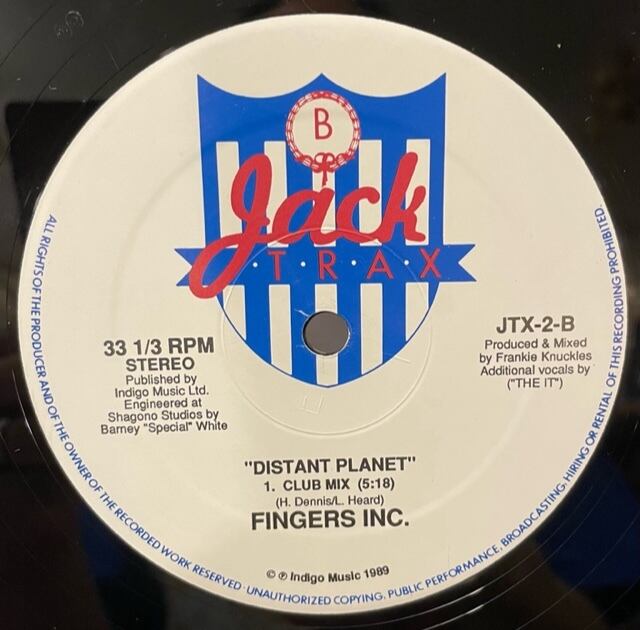 B
Jack
T·R·A·X
33 1/3 RPM
STEREO
Published by
Indigo Music Ltd.
Engineered at
Shagono Studios by
Barney "Special" White
JTX-2-B
Produced & Mixed
by Frankie Knuckles
Additional vocals by
("THE IT")
"DISTANT PLANET"
1. CLUB MIX (5:18)
(H. Dennis/L. Heard)
FINGERS INC.
© ℗ Indigo Music 1989
ALL RIGHTS OF THE PRODUCER AND OF THE OWNER OF THE RECORDED WORK RESERVED · UNAUTHORIZED COPYING, PUBLIC PERFORMANCE, BROADCASTING, HIRING OR RENTAL OF THIS RECORDING PROHIBITED.